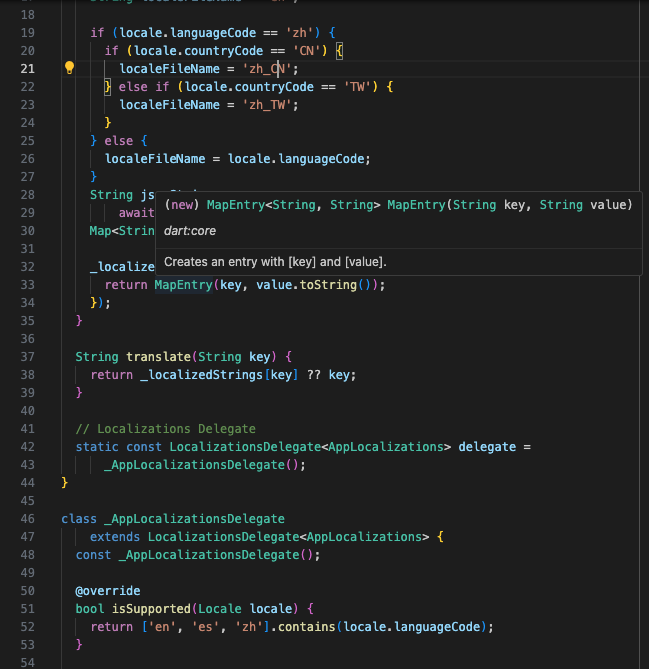 18
19 if (locale.languageCode == 'zh') {
20 if (locale.countryCode == 'CN') {
21 localeFileName = 'zh_CN';
22 } else if (locale.countryCode == 'TW') {
23 localeFileName = 'zh_TW';
24 }
25 } else {
26 localeFileName = locale.languageCode;
27 }
28 String
29 await
(new) MapEntry<String, String> MapEntry(String key, String value)
30 Map<Strin
dart:core
31
Creates an entry with [key] and [value].
32 _localize
33 return MapEntry(key, value.toString());
34 });
35 }
36
37 String translate(String key) {
38 return _localizedStrings[key] ?? key;
39 }
40
41 // Localizations Delegate
42 static const LocalizationsDelegate<AppLocalizations> delegate =
43 _AppLocalizationsDelegate();
44 }
45
46 class _AppLocalizationsDelegate
47 extends LocalizationsDelegate<AppLocalizations> {
48 const _AppLocalizationsDelegate();
49
50 @override
51 bool isSupported(Locale locale) {
52 return ['en', 'es', 'zh'].contains(locale.languageCode);
53 }
54